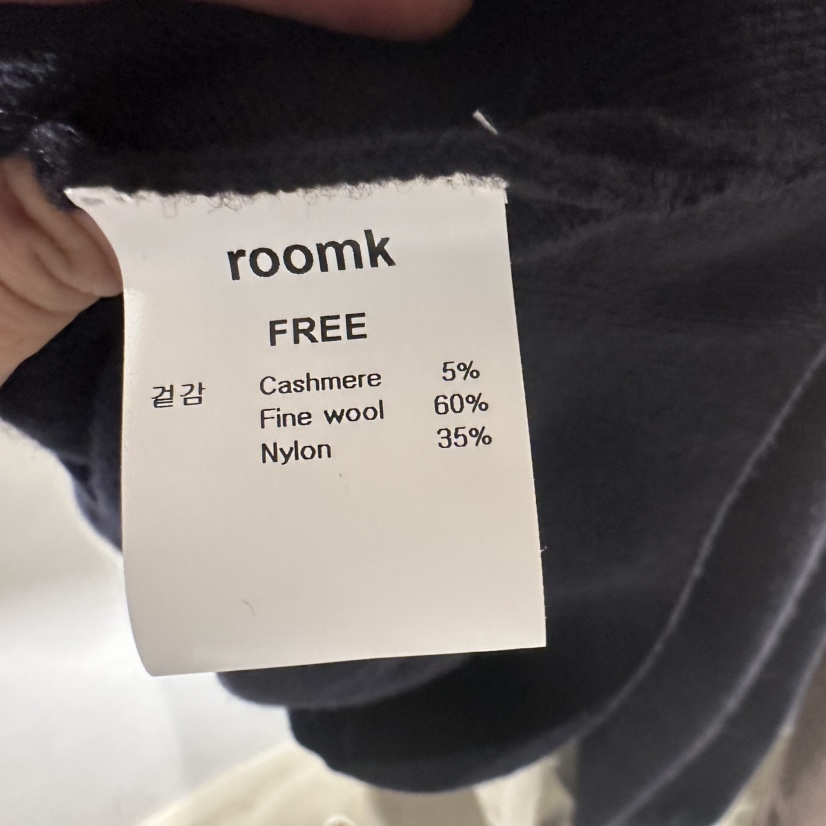 roomk
FREE
겉감 Cashmere 5%
Fine wool 60%
Nylon 35%